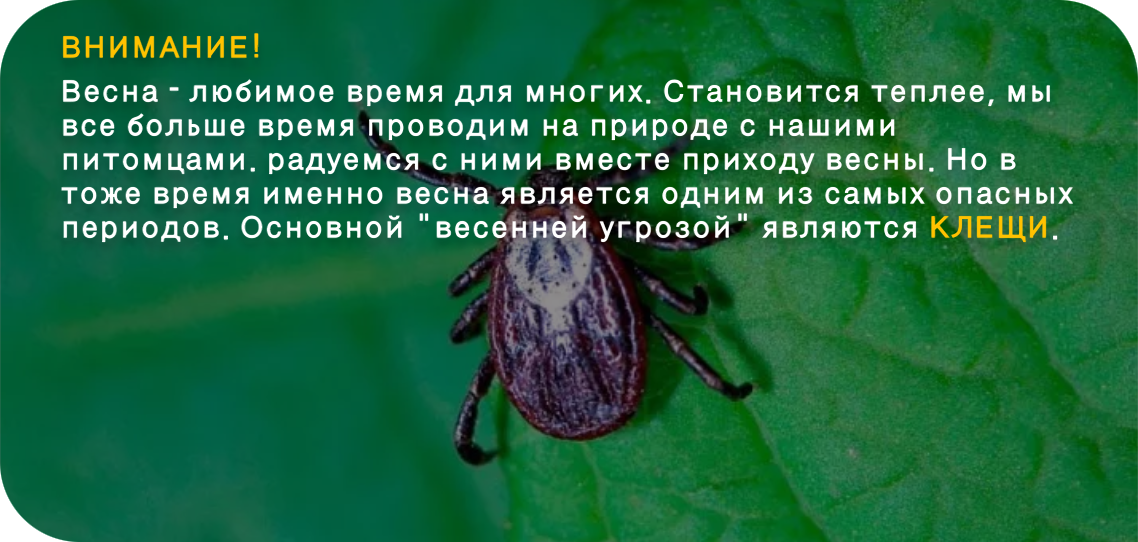 ВНИМАНИЕ!
Весна - любимое время для многих. Становится теплее, мы
все больше время проводим на природе с нашими
питомцами. радуемся с ними вместе приходу весны. Но в
тоже время именно весна является одним из самых опасных
периодов. Основной "весенней угрозой" являются КЛЕЩИ.